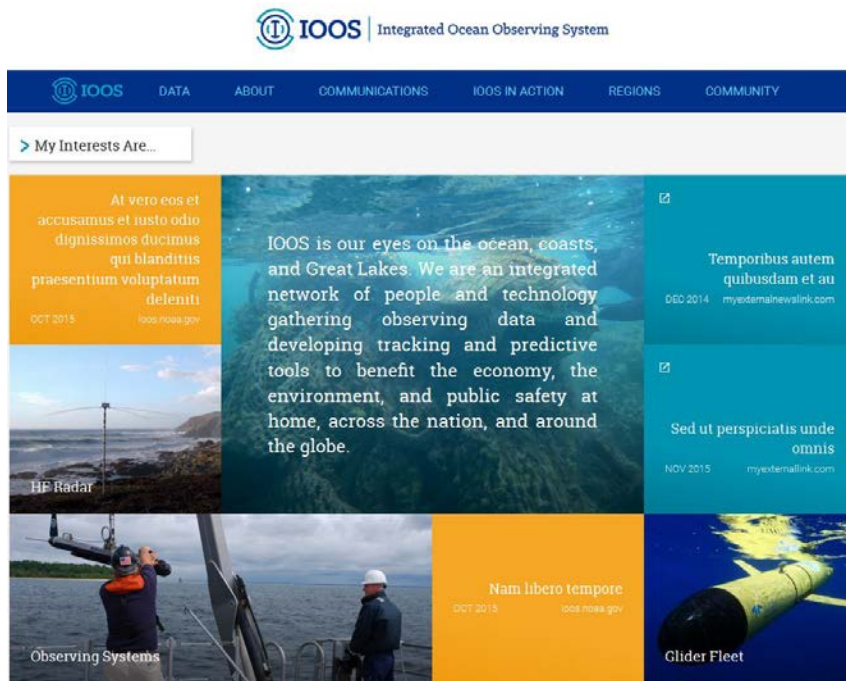 IOOS Integrated Ocean Observing System
IOOS DATA ABOUT COMMUNICATIONS IOOS IN ACTION REGIONS COMMUNITY
> My Interests Are...
At vero eos et
accusamus et iusto odio
dignissimos ducimus
qui blanditiis
praesentium voluptatum
deleniti
OCT 2015 ioos.noaa.gov
IOOS is our eyes on the ocean, coasts,
and Great Lakes. We are an integrated
network of people and technology
gathering observing data and
developing tracking and predictive
tools to benefit the economy, the
environment, and public safety at
home, across the nation, and around
the globe.
Temporibus autem
quibusdam et au
DEC 2014 myexternalnewslink.com
HF Radar
Sed ut perspiciatis unde
omnis
NOV 2015 myexternallink.com
Observing Systems
Nam libero tempore
OCT 2015 ioos.noaa.gov
Glider Fleet